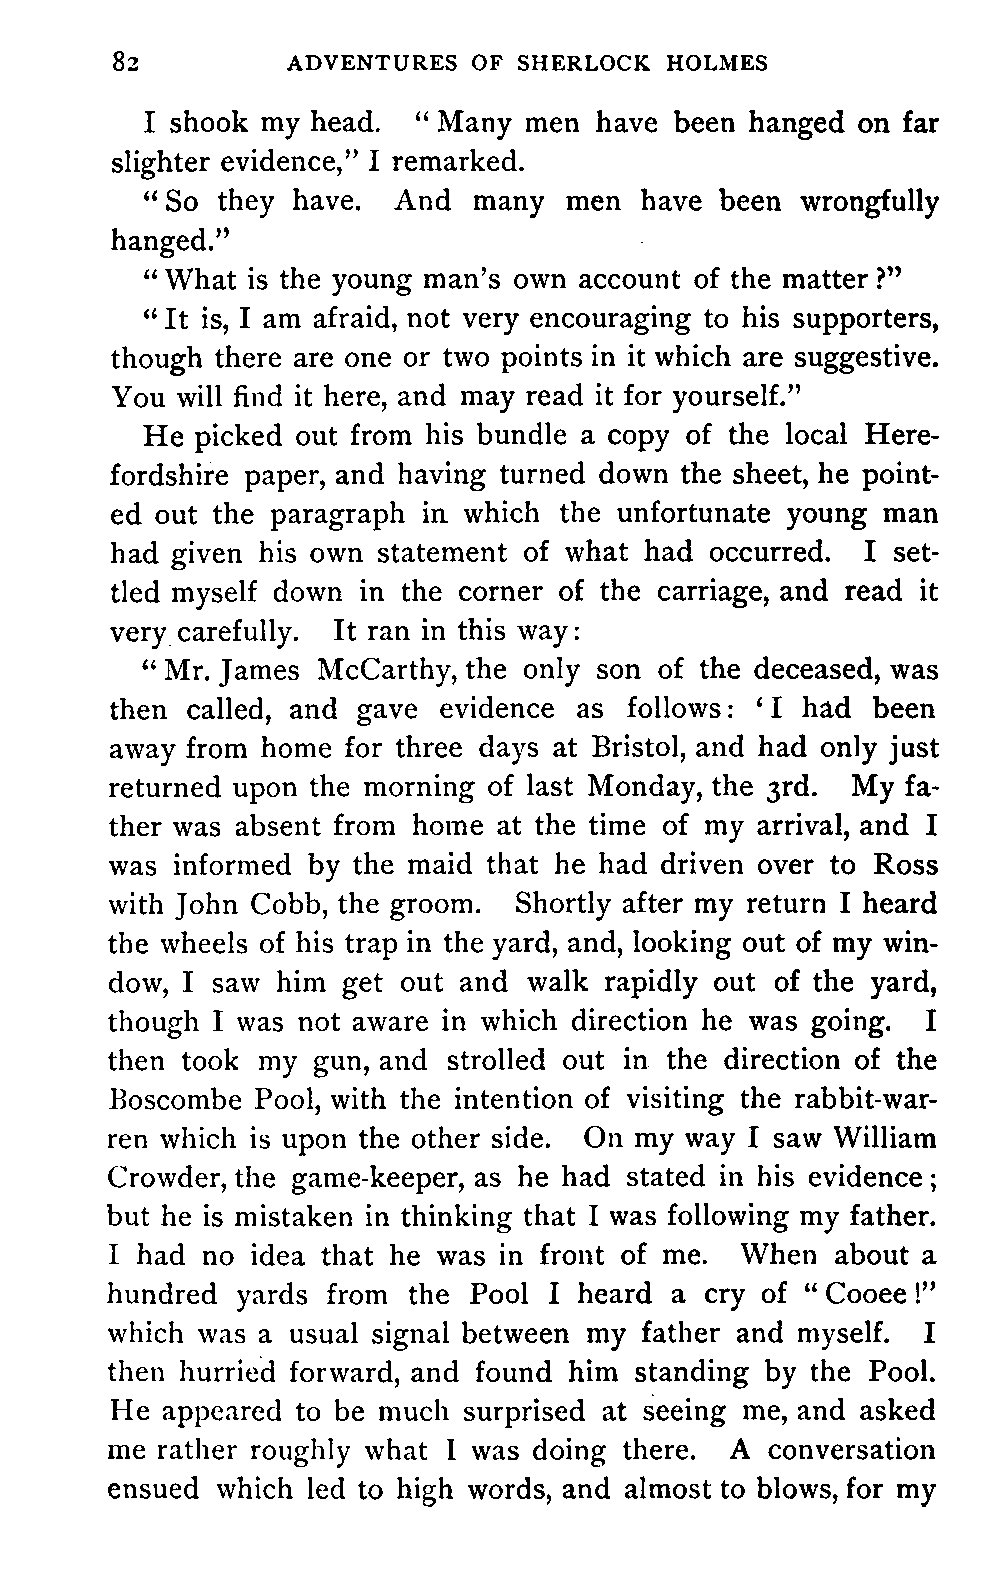 82 ADVENTURES OF SHERLOCK HOLMES
I shook my head. “Many men have been hanged on far
slighter evidence,” I remarked.
“So they have. And many men have been wrongfully
hanged.”
“What is the young man’s own account of the matter?”
“It is, I am afraid, not very encouraging to his supporters,
though there are one or two points in it which are suggestive.
You will find it here, and may read it for yourself.”
He picked out from his bundle a copy of the local Here-
fordshire paper, and having turned down the sheet, he point-
ed out the paragraph in which the unfortunate young man
had given his own statement of what had occurred. I set-
tled myself down in the corner of the carriage, and read it
very carefully. It ran in this way:
“Mr. James McCarthy, the only son of the deceased, was
then called, and gave evidence as follows: ‘I had been
away from home for three days at Bristol, and had only just
returned upon the morning of last Monday, the 3rd. My fa-
ther was absent from home at the time of my arrival, and I
was informed by the maid that he had driven over to Ross
with John Cobb, the groom. Shortly after my return I heard
the wheels of his trap in the yard, and, looking out of my win-
dow, I saw him get out and walk rapidly out of the yard,
though I was not aware in which direction he was going. I
then took my gun, and strolled out in the direction of the
Boscombe Pool, with the intention of visiting the rabbit-war-
ren which is upon the other side. On my way I saw William
Crowder, the game-keeper, as he had stated in his evidence;
but he is mistaken in thinking that I was following my father.
I had no idea that he was in front of me. When about a
hundred yards from the Pool I heard a cry of “Cooee!”
which was a usual signal between my father and myself. I
then hurried forward, and found him standing by the Pool.
He appeared to be much surprised at seeing me, and asked
me rather roughly what I was doing there. A conversation
ensued which led to high words, and almost to blows, for my